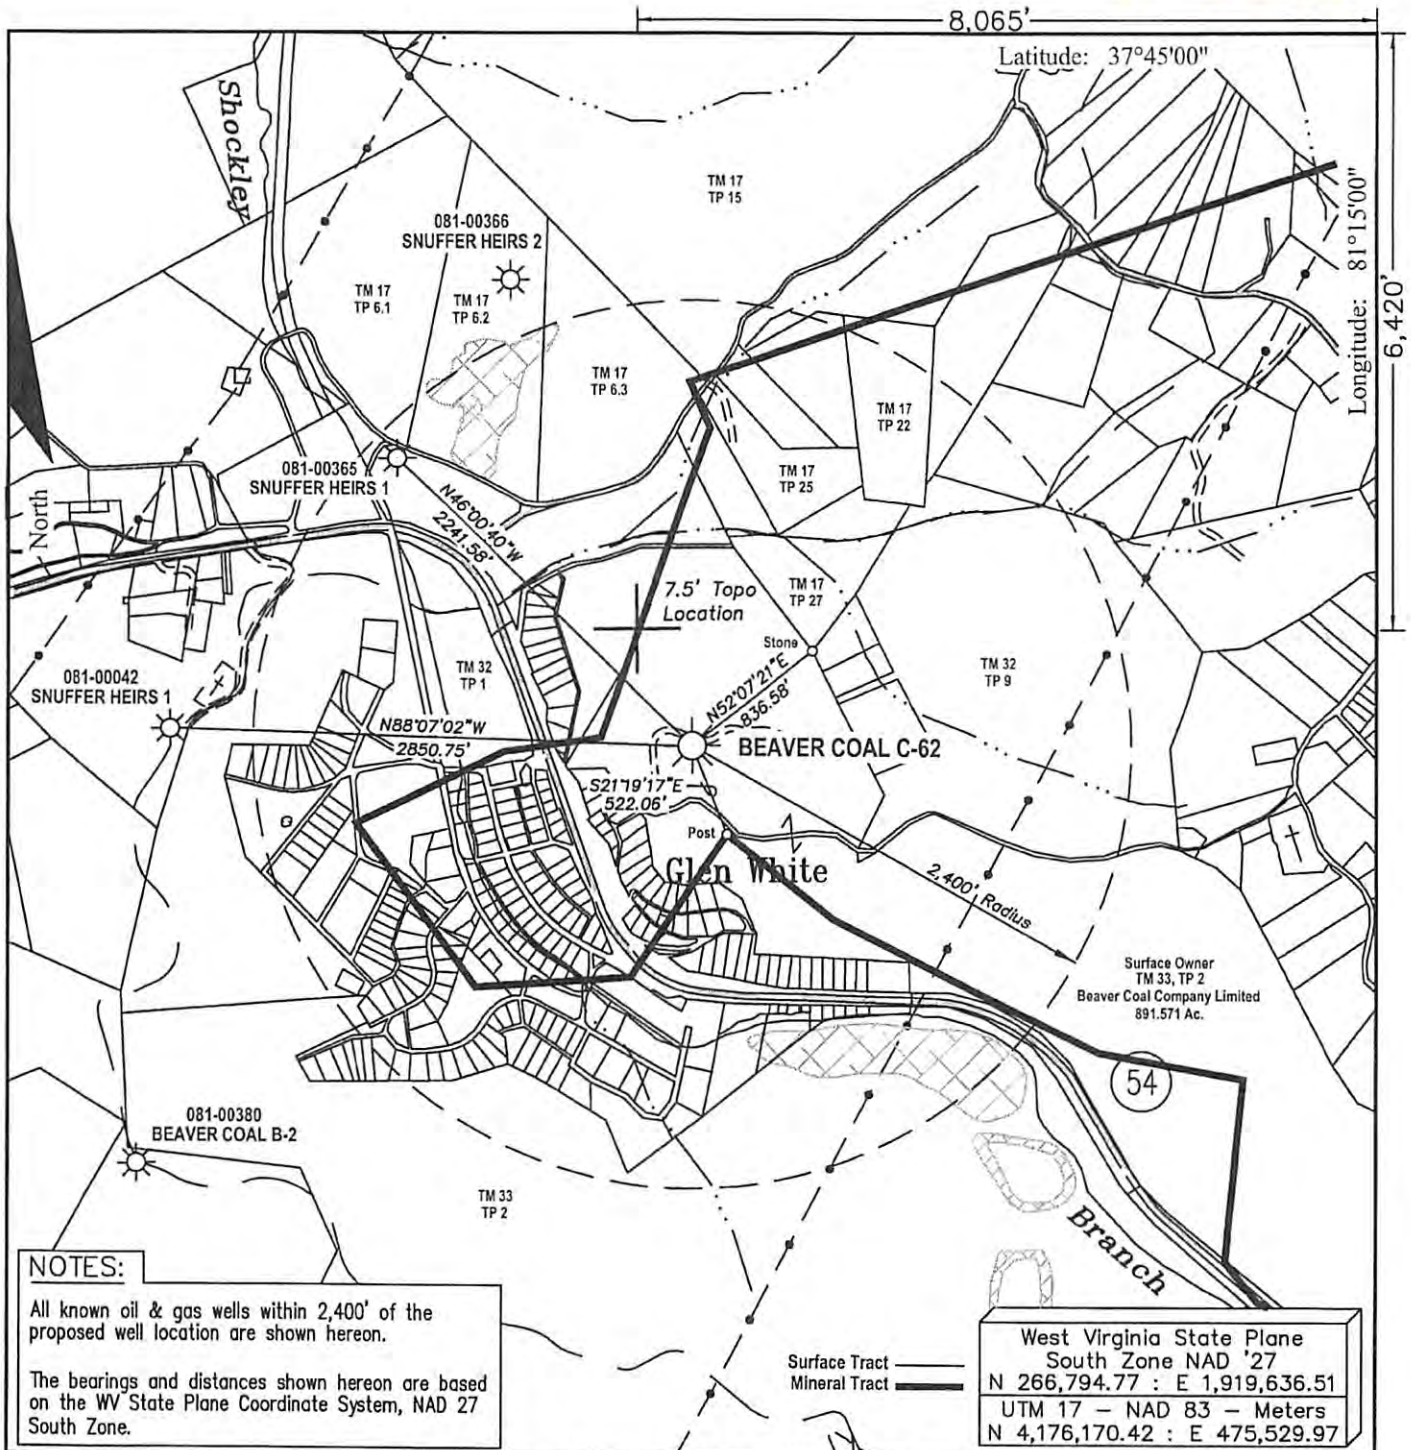 8,065'
Latitude: 37°45'00"
Shockley
TM 17
TP 15
081-00366
SNUFFER HEIRS 2
Longitude: 81°15'00"
6,420'
TM 17
TP 6.1
TM 17
TP 6.2
TM 17
TP 6.3
TM 17
TP 22
081-00365
SNUFFER HEIRS 1
TM 17
TP 25
North
N46°00'40"W
2241.58'
7.5' Topo
Location
TM 17
TP 27
Stone
TM 32
TP 1
TM 32
TP 9
081-00042
SNUFFER HEIRS 1
N52°07'21"E
836.58'
N88°07'02"W
2850.75'
BEAVER COAL C-62
S21°19'17"E
522.06'
G
Post
Glen White
2,400' Radius
Surface Owner
TM 33, TP 2
Beaver Coal Company Limited
891.571 Ac.
54
081-00380
BEAVER COAL B-2
TM 33
TP 2
Branch
NOTES:
All known oil & gas wells within 2,400' of the
proposed well location are shown hereon.
The bearings and distances shown hereon are based
on the WV State Plane Coordinate System, NAD 27
South Zone.
Surface Tract
Mineral Tract
West Virginia State Plane
South Zone NAD '27
N 266,794.77 : E 1,919,636.51
UTM 17 – NAD 83 – Meters
N 4,176,170.42 : E 475,529.97